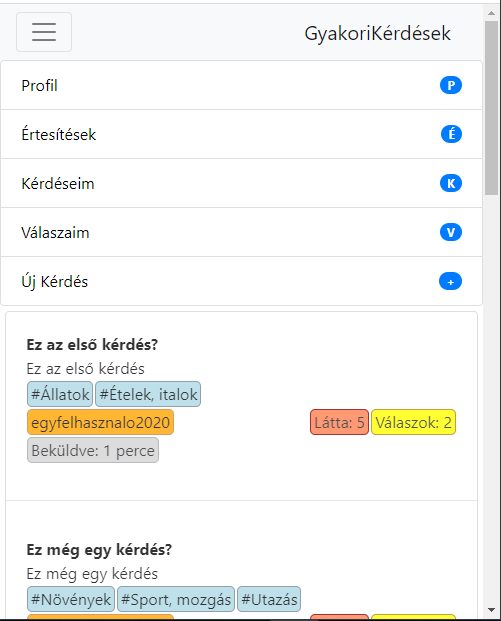 GyakoriKérdések
Profil P
Értesítések É
Kérdéseim K
Válaszaim V
Új Kérdés +
Ez az első kérdés?
Ez az első kérdés
#Állatok #Ételek, italok
egyfelhasznalo2020 Látta: 5 Válaszok: 2
Beküldve: 1 perce
Ez még egy kérdés?
Ez még egy kérdés
#Növények #Sport, mozgás #Utazás